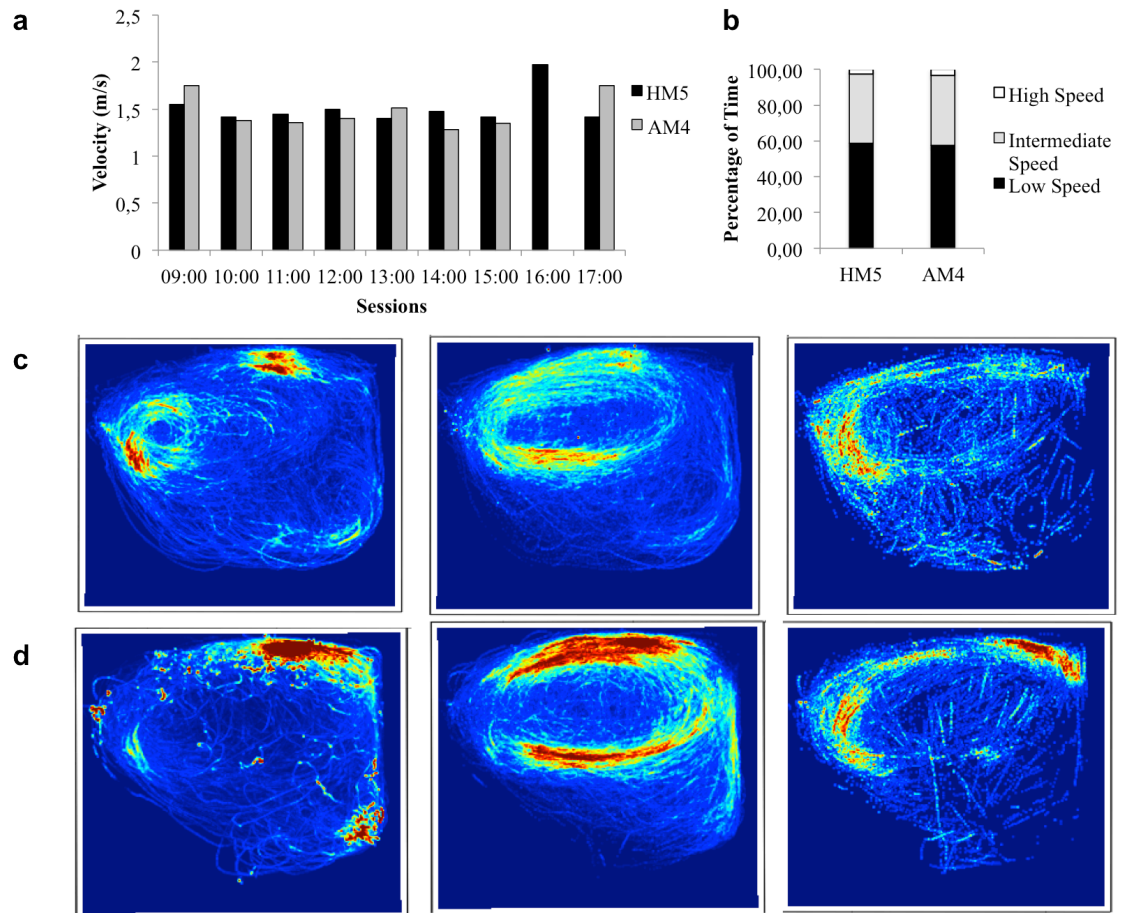 a
2,5
2
1,5
1
0,5
0
Velocity (m/s)
09:00 10:00 11:00 12:00 13:00 14:00 15:00 16:00 17:00
Sessions
HM5
AM4
b
100,00
80,00
60,00
40,00
20,00
0,00
Percentage of Time
HM5 AM4
High Speed
Intermediate
Speed
Low Speed
c
d